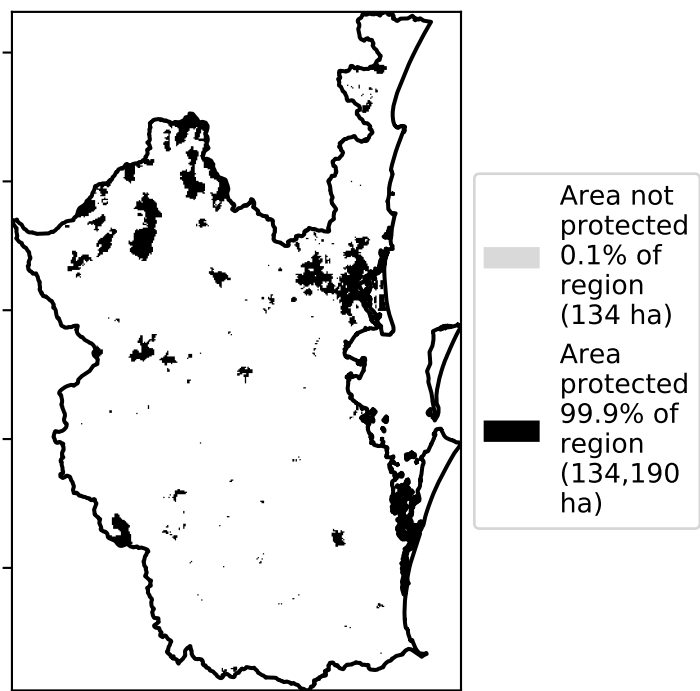 Area not
protected
0.1% of
region
(134 ha)
Area
protected
99.9% of
region
(134,190
ha)